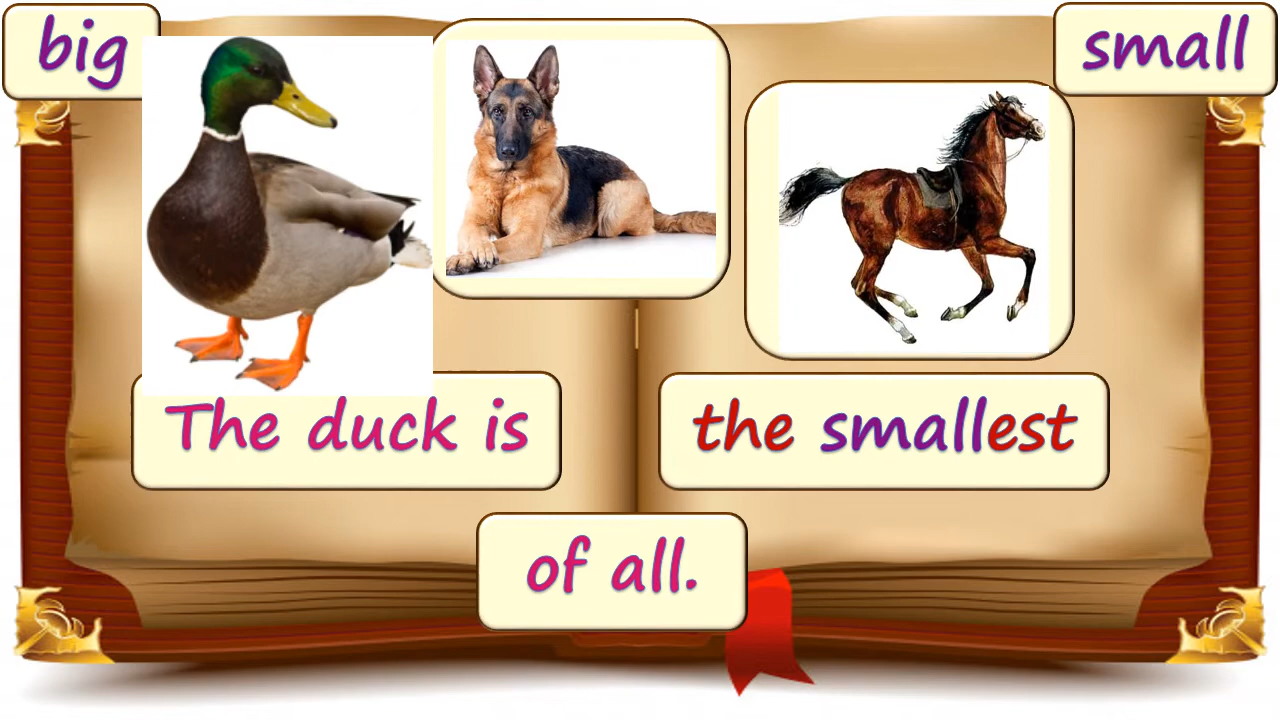 big
small
The duck is
the smallest
of all.